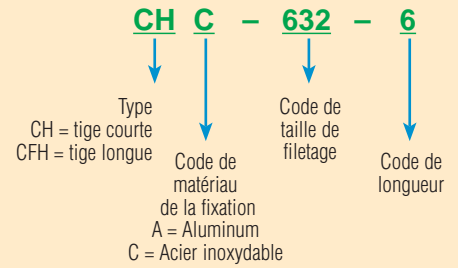 CH C – 632 – 6
Type
CH = tige courte
CFH = tige longue
Code de
matériau
de la fixation
A = Aluminum
C = Acier inoxydable
Code de
taille de
filetage
Code de
longueur